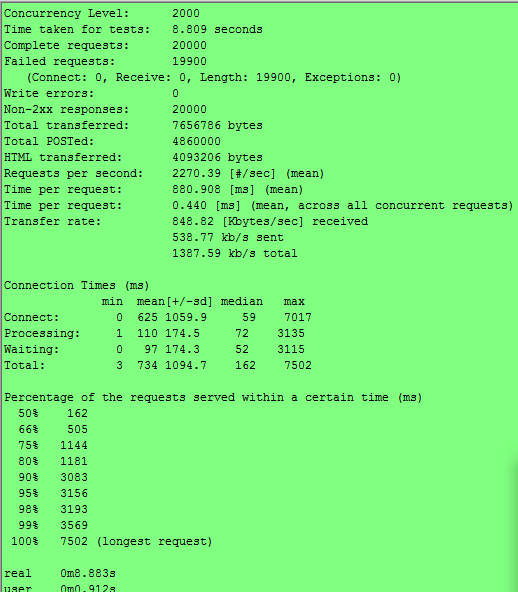 Concurrency Level: 2000
Time taken for tests: 8.809 seconds
Complete requests: 20000
Failed requests: 19900
(Connect: 0, Receive: 0, Length: 19900, Exceptions: 0)
Write errors: 0
Non-2xx responses: 20000
Total transferred: 7656786 bytes
Total POSTed: 4860000
HTML transferred: 4093206 bytes
Requests per second: 2270.39 [#/sec] (mean)
Time per request: 880.908 [ms] (mean)
Time per request: 0.440 [ms] (mean, across all concurrent requests)
Transfer rate: 848.82 [Kbytes/sec] received
538.77 kb/s sent
1387.59 kb/s total
Connection Times (ms)
min mean[+/-sd] median max
Connect: 0 625 1059.9 59 7017
Processing: 1 110 174.5 72 3135
Waiting: 0 97 174.3 52 3115
Total: 3 734 1094.7 162 7502
Percentage of the requests served within a certain time (ms)
50% 162
66% 505
75% 1144
80% 1181
90% 3083
95% 3156
98% 3193
99% 3569
100% 7502 (longest request)
real 0m8.883s
user 0m0.912s